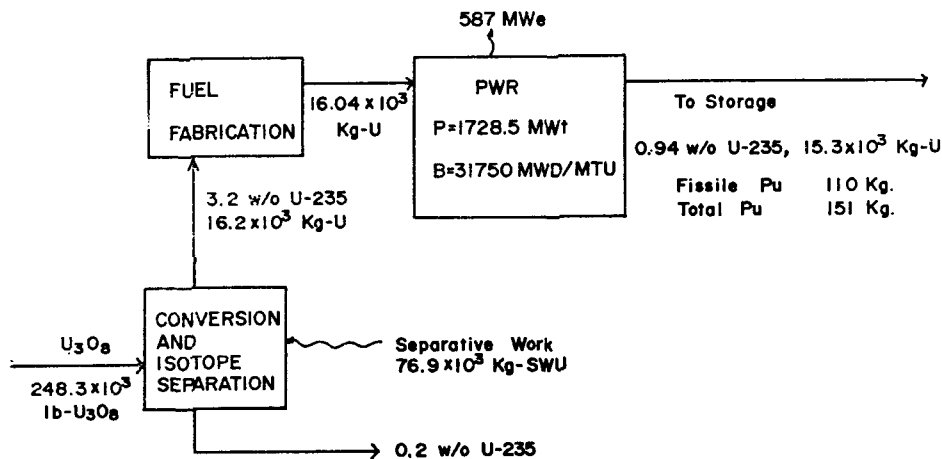 587 MWe
FUEL
FABRICATION
16.04 x 10³
Kg-U
PWR
P=1728.5 MWt
B=31750 MWD/MTU
To Storage
0.94 w/o U-235, 15.3x10³ Kg-U
Fissile Pu 110 Kg.
Total Pu 151 Kg.
3.2 w/o U-235
16.2x10³ Kg-U
U₃O₈
248.3x10³
lb-U₃O₈
CONVERSION
AND
ISOTOPE
SEPARATION
Separative Work
76.9x10³ Kg-SWU
0.2 w/o U-235